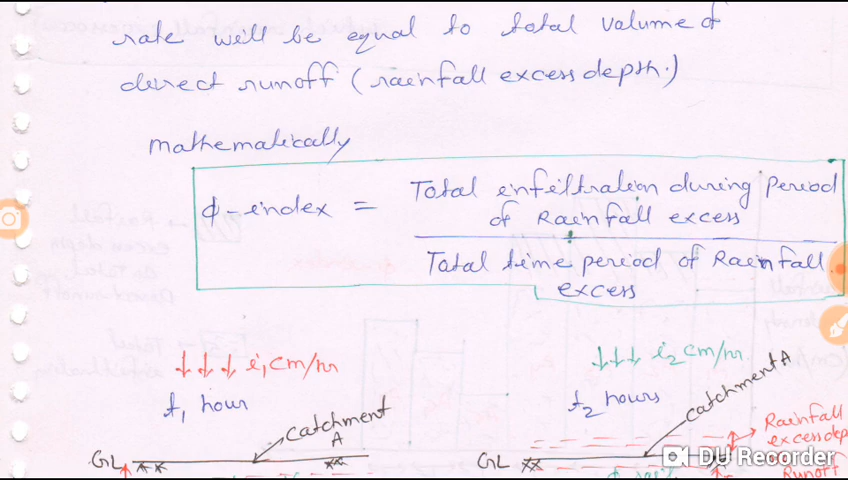 rate will be equal to total volume of
direct runoff (rainfall excess depth.)
mathematically
ϕ-index = Total infiltration during Period of Rainfall excess
Total time period of Rainfall excess
↓↓↓ i₁ cm/hr
t₁ hour
catchment
A
GL
↓↓↓ i₂ cm/hr
t₂ hours
catchment A
GL
Rainfall
excess dep
Runoff
DU Recorder